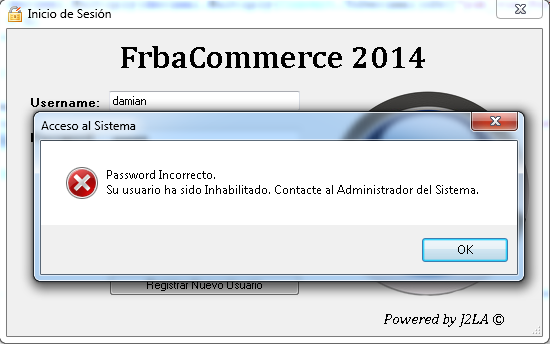 Inicio de Sesión
FrbaCommerce 2014
Username: damian
Acceso al Sistema
Password Incorrecto.
Su usuario ha sido Inhabilitado. Contacte al Administrador del Sistema.
OK
Registrar Nuevo Usuario
Powered by J2LA ©